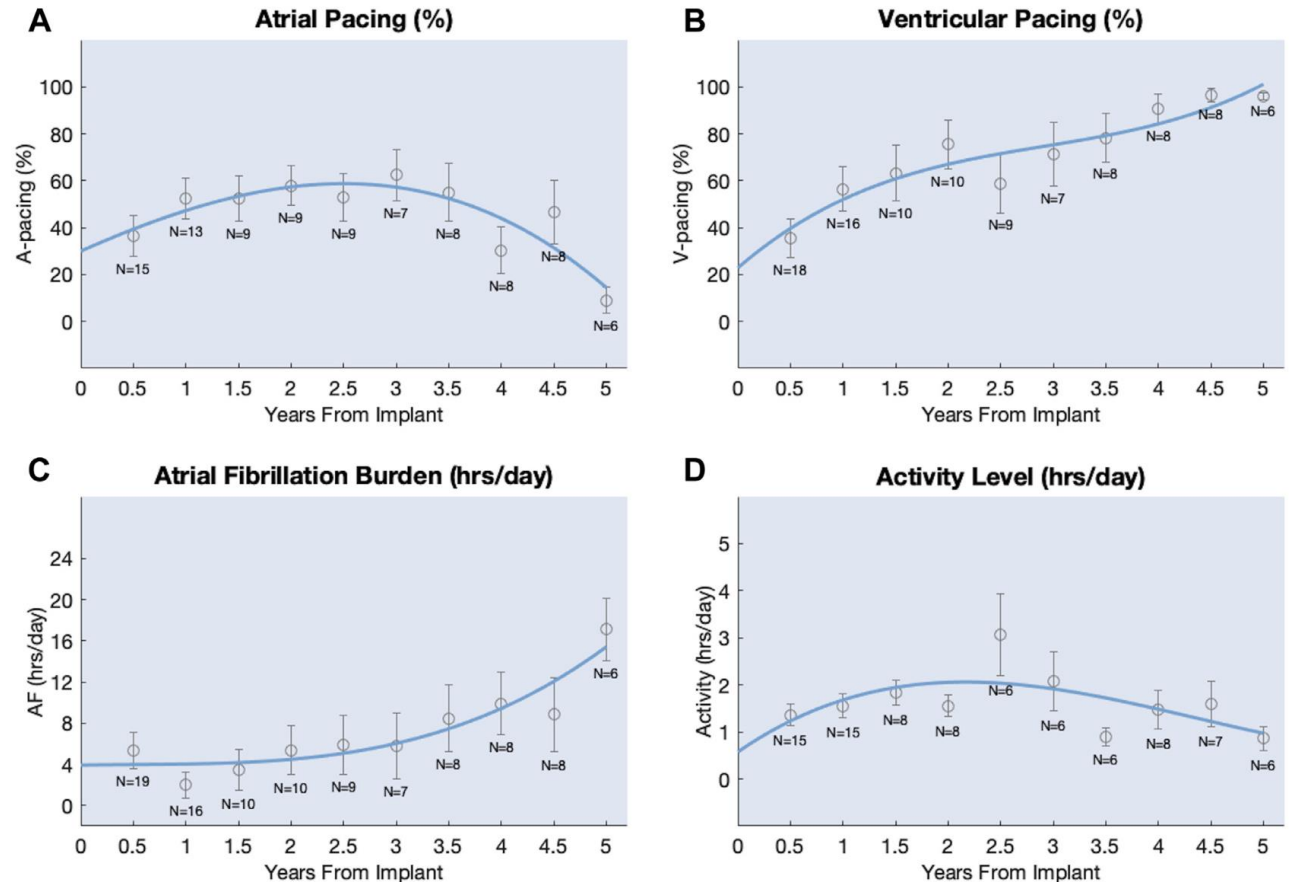 A
Atrial Pacing (%)
A-pacing (%)
100
80
60
40
20
0
N=15
N=13
N=9
N=9
N=9
N=7
N=8
N=8
N=8
N=6
0 0.5 1 1.5 2 2.5 3 3.5 4 4.5 5
Years From Implant
B
Ventricular Pacing (%)
V-pacing (%)
100
80
60
40
20
0
N=18
N=16
N=10
N=10
N=9
N=7
N=8
N=8
N=8
N=6
0 0.5 1 1.5 2 2.5 3 3.5 4 4.5 5
Years From Implant
C
Atrial Fibrillation Burden (hrs/day)
AF (hrs/day)
24
20
16
12
8
4
0
N=19
N=16
N=10
N=10
N=9
N=7
N=8
N=8
N=8
N=6
0 0.5 1 1.5 2 2.5 3 3.5 4 4.5 5
Years From Implant
D
Activity Level (hrs/day)
Activity (hrs/day)
5
4
3
2
1
0
N=15
N=15
N=8
N=8
N=6
N=6
N=6
N=8
N=7
N=6
0 0.5 1 1.5 2 2.5 3 3.5 4 4.5 5
Years From Implant